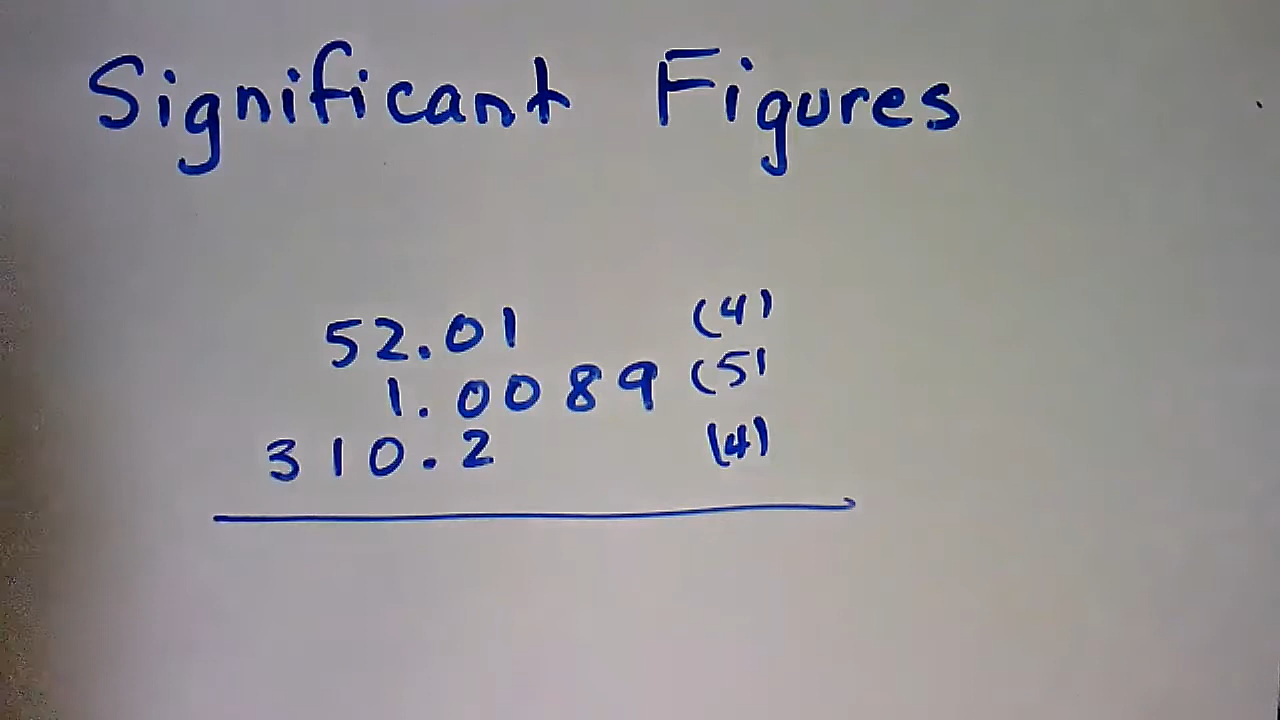 Significant Figures
52.01 (4)
1.0089 (5)
310.2 (4)